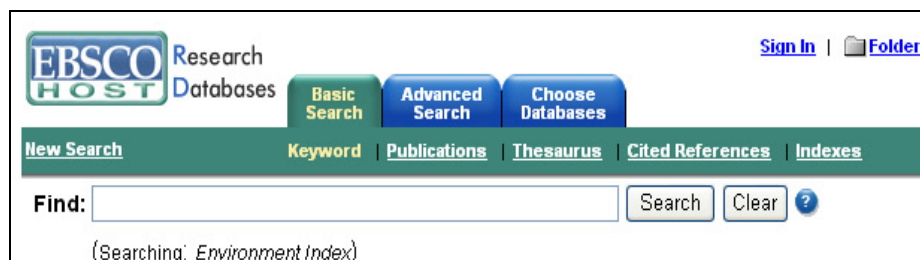 Sign In | Folder
EBSCO HOST
Research
Databases
Basic Search
Advanced Search
Choose Databases
New Search
Keyword | Publications | Thesaurus | Cited References | Indexes
Find: Search Clear ?
(Searching: Environment Index)